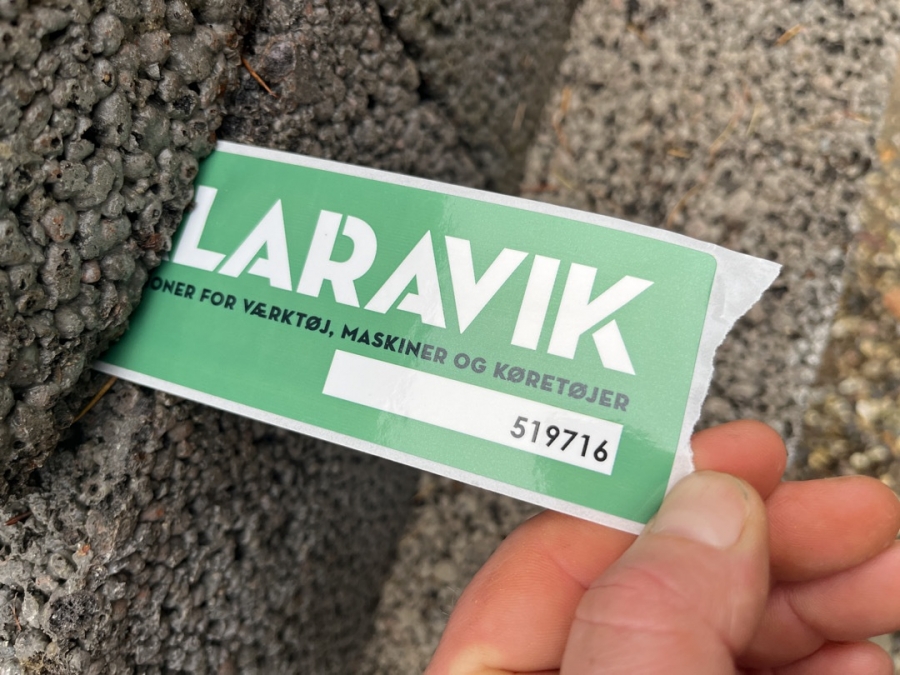 LARAVIK
ONER FOR VÆRKTØJ, MASKINER OG KØRETØJER
519716